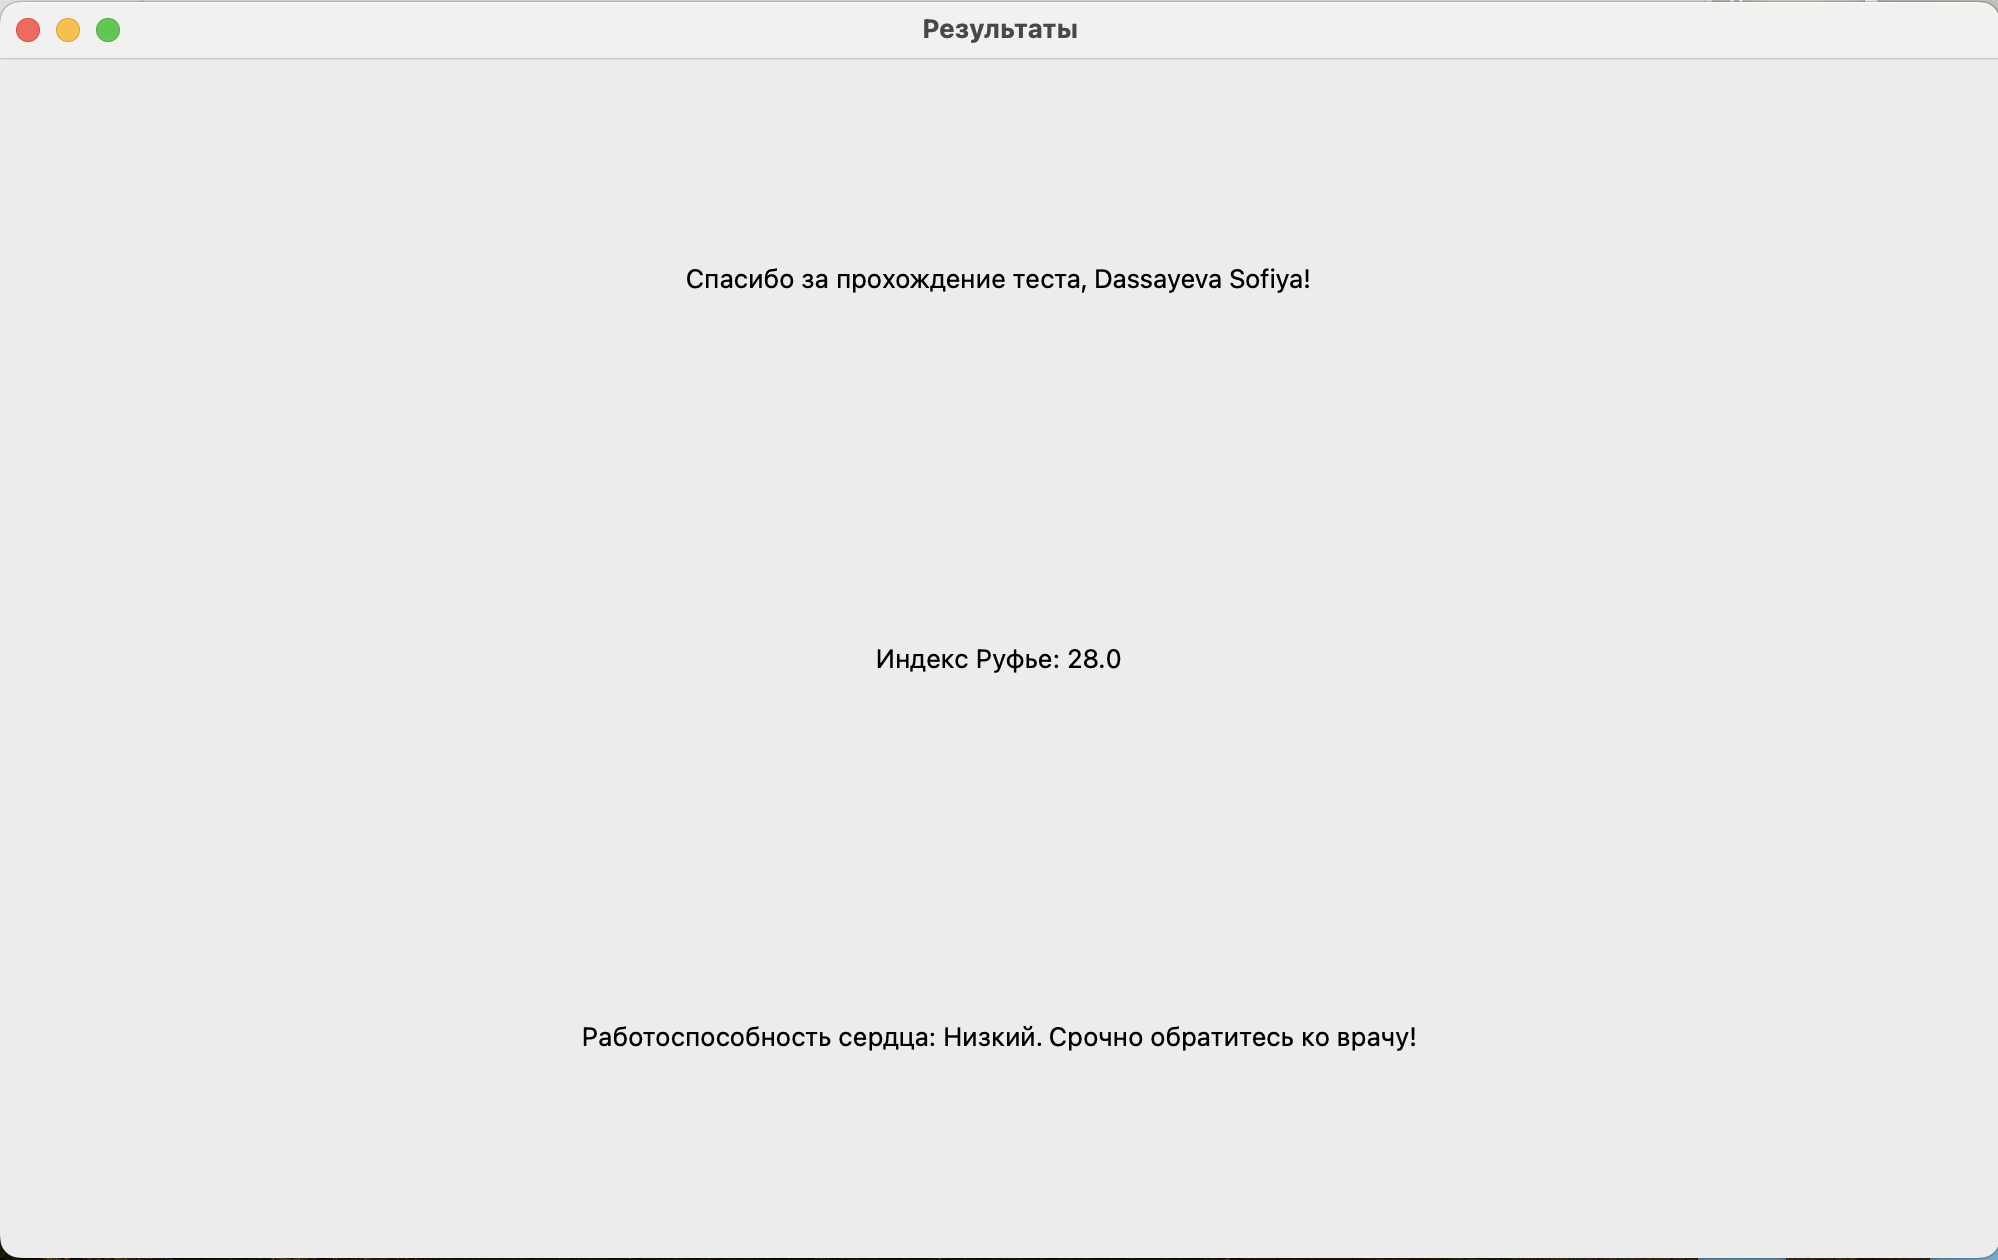 Результаты
Спасибо за прохождение теста, Dassayeva Sofiya!
Индекс Руфье: 28.0
Работоспособность сердца: Низкий. Срочно обратитесь ко врачу!